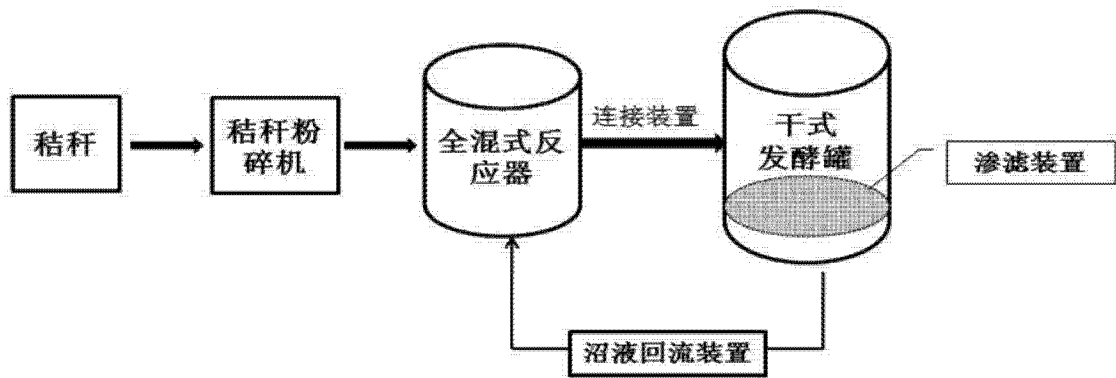 秸秆
秸秆粉
碎机
全混式反
应器
连接装置
干式
发酵罐
渗滤装置
沼液回流装置